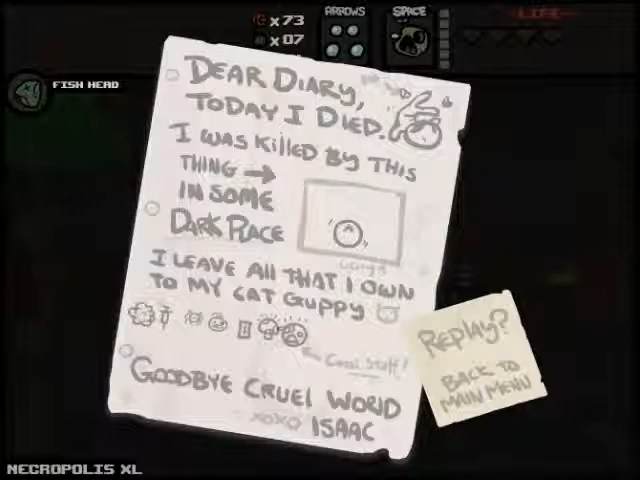 x73
x07
ARROWS
SPACE
LIFE
FISH HEAD
DEAR DIARY,
TODAY I DIED.
I WAS KILLED BY THIS
THING →
IN SOME
DARK PLACE
I LEAVE ALL THAT I OWN
TO MY CAT GUPPY
Cool Stuff!
GOODBYE CRUEL WORLD
XOXO ISAAC
Replay?
BACK TO
MAIN MENU
NECROPOLIS XL